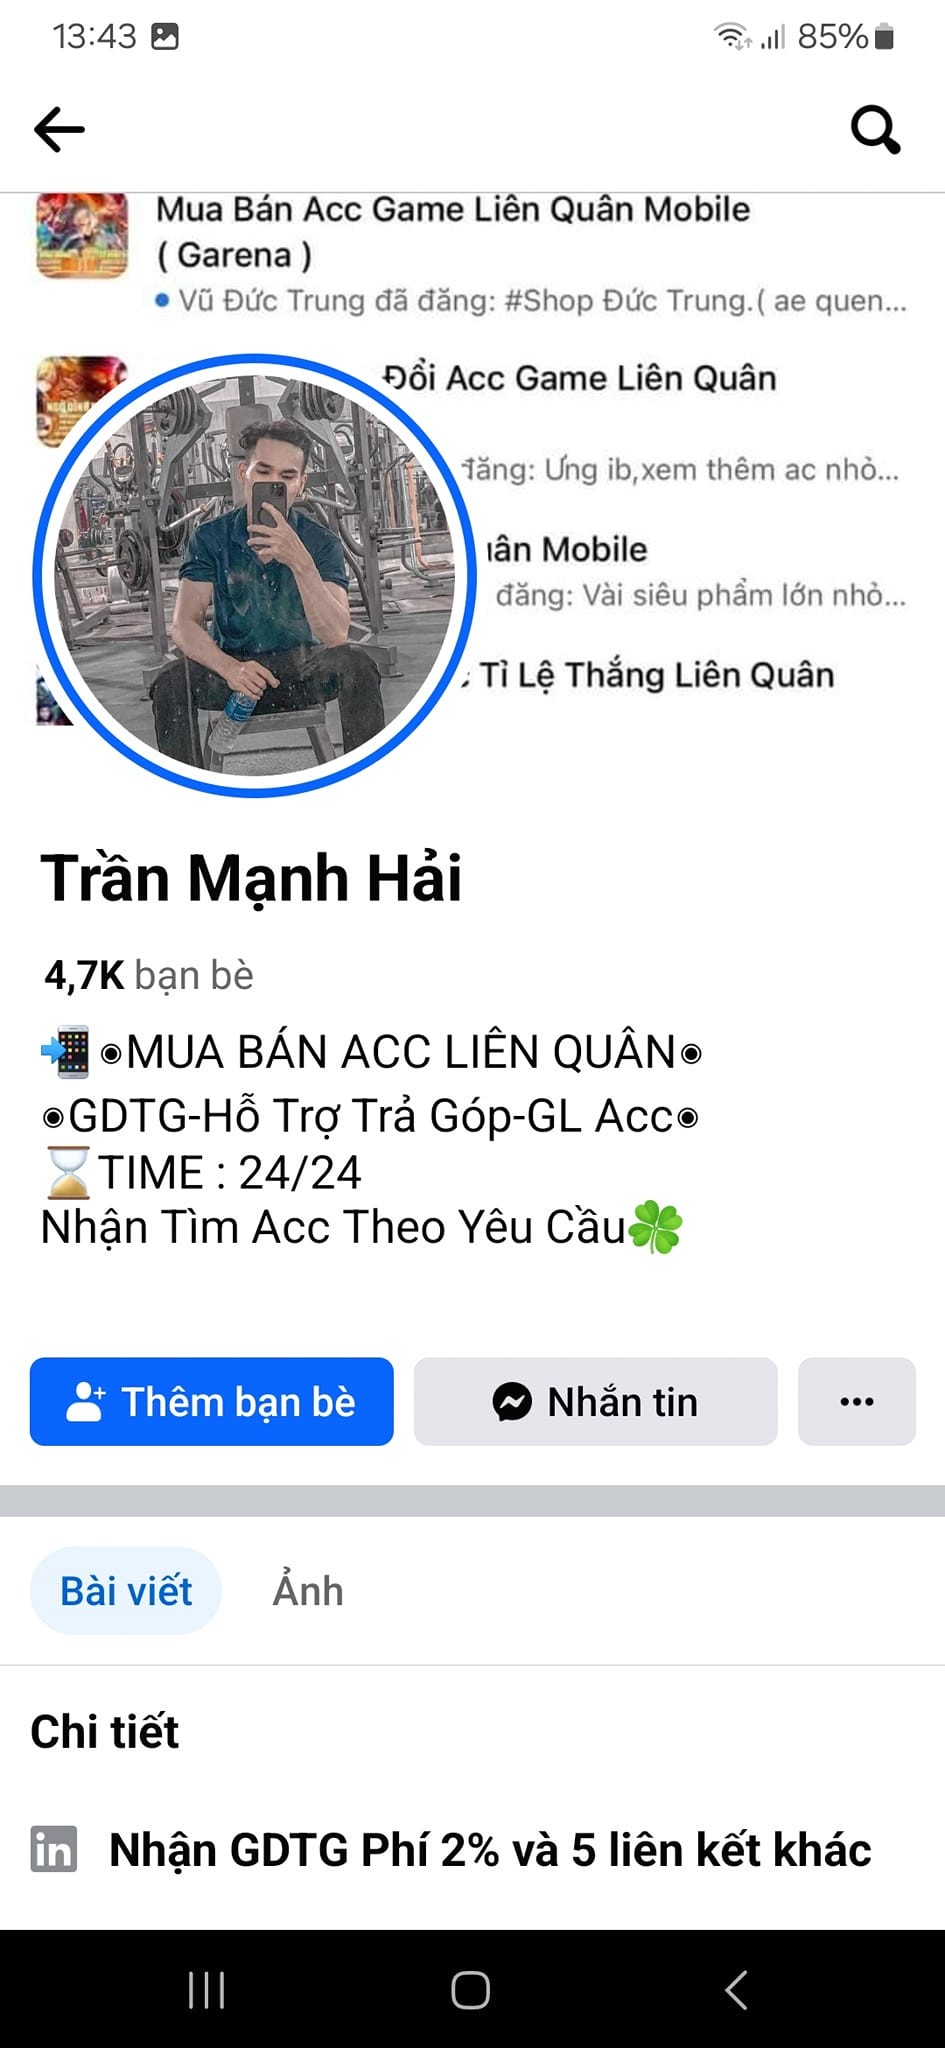 13:43
85%
Mua Bán Acc Game Liên Quân Mobile
( Garena )
Vũ Đức Trung đã đăng: #Shop Đức Trung.( ae quen...
Đổi Acc Game Liên Quân
đăng: Ưng ib,xem thêm ac nhỏ...
Mobile
đăng: Vài siêu phẩm lớn nhỏ...
Tỉ Lệ Thắng Liên Quân
Trần Mạnh Hải
4,7K bạn bè
📲◉MUA BÁN ACC LIÊN QUÂN◉
◉GDTG-Hỗ Trợ Trả Góp-GL Acc◉
⏳TIME : 24/24
Nhận Tìm Acc Theo Yêu Cầu🍀
Thêm bạn bè
Nhắn tin
Bài viết
Ảnh
Chi tiết
in Nhận GDTG Phí 2% và 5 liên kết khác